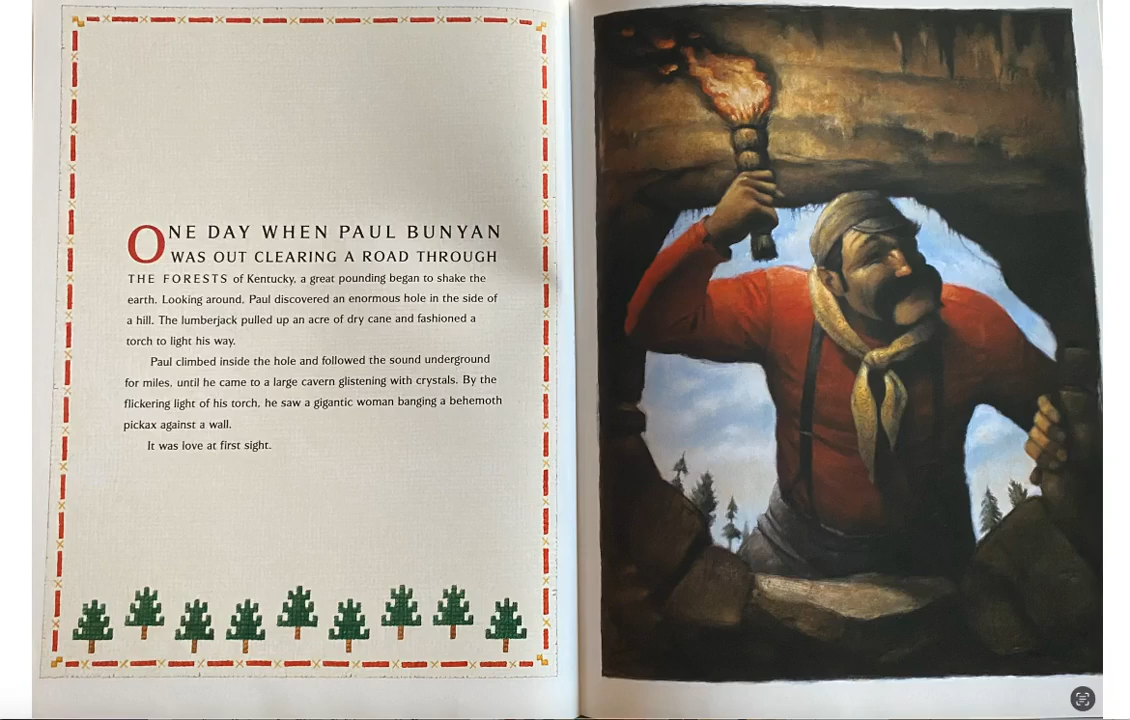 ONE DAY WHEN PAUL BUNYAN
WAS OUT CLEARING A ROAD THROUGH
THE FORESTS of Kentucky, a great pounding began to shake the
earth. Looking around, Paul discovered an enormous hole in the side of
a hill. The lumberjack pulled up an acre of dry cane and fashioned a
torch to light his way.
Paul climbed inside the hole and followed the sound underground
for miles, until he came to a large cavern glistening with crystals. By the
flickering light of his torch, he saw a gigantic woman banging a behemoth
pickax against a wall.
It was love at first sight.